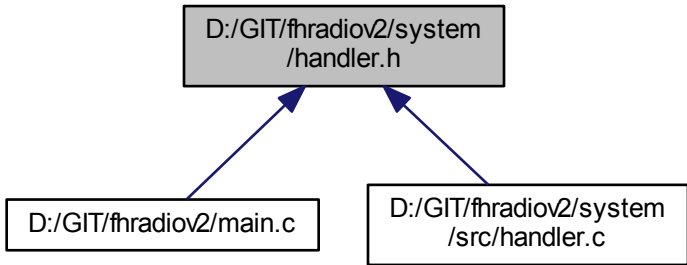 D:/GIT/fhradiov2/system
/handler.h
D:/GIT/fhradiov2/main.c
D:/GIT/fhradiov2/system
/src/handler.c